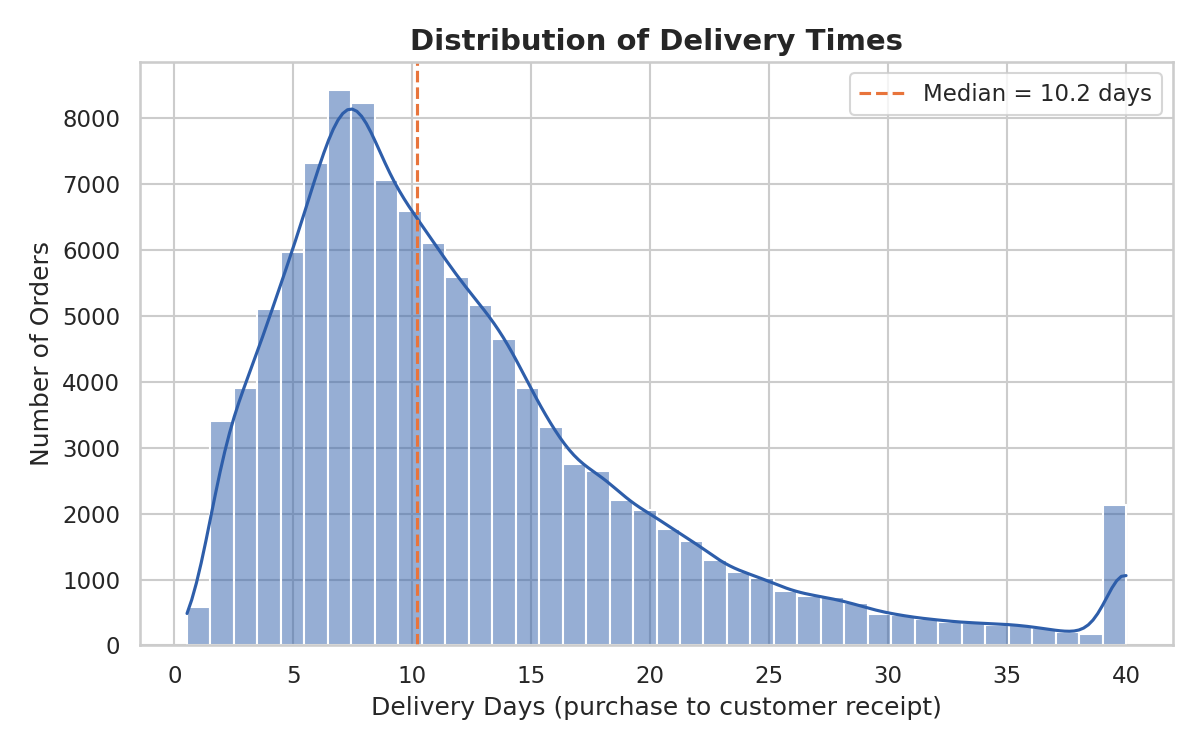 Distribution of Delivery Times
Median = 10.2 days
Number of Orders
8000
7000
6000
5000
4000
3000
2000
1000
0
0 5 10 15 20 25 30 35 40
Delivery Days (purchase to customer receipt)